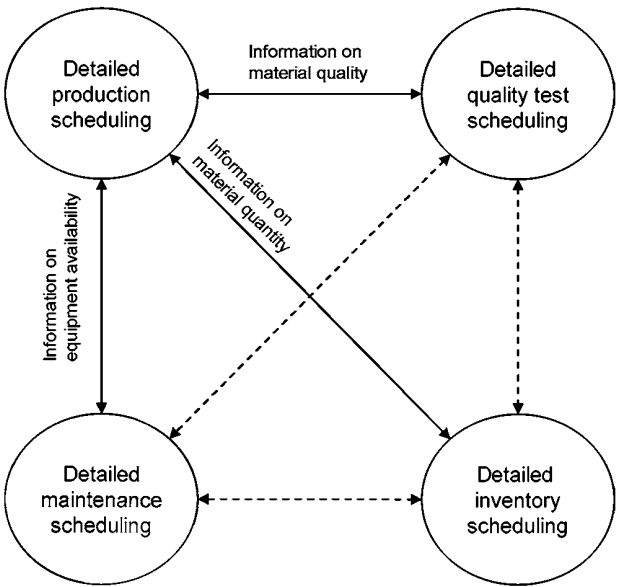 Detailed
production
scheduling
Information on
material quality
Detailed
quality test
scheduling
Information on
material quantity
Information on
equipment availability
Detailed
maintenance
scheduling
Detailed
inventory
scheduling